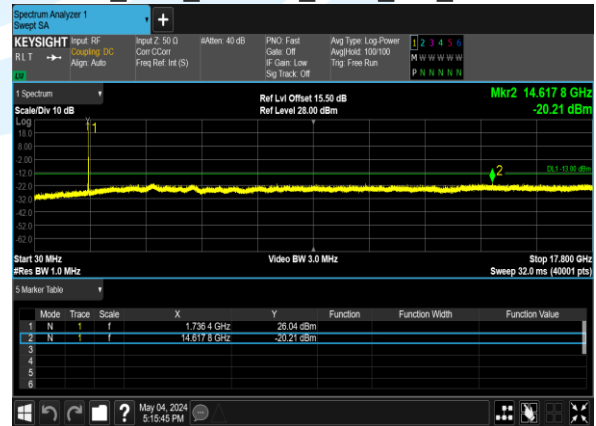 Spectrum Analyzer 1
Swept SA
+
KEYSIGHT Input: RF Input Z: 50 Ω #Atten: 40 dB PNO: Fast Avg Type: Log-Power 1 2 3 4 5 6
R L T Coupling: DC Corr CCorr Gate: Off Avg|Hold: 100/100 M W W W W W
Align: Auto Freq Ref: Int (S) IF Gain: Low Trig: Free Run
Sig Track: Off P N N N N N
1 Spectrum Mkr2 14.617 8 GHz
Scale/Div 10 dB Ref Lvl Offset 15.50 dB -20.21 dBm
Ref Level 28.00 dBm
Log
1
18.0
8.00
-2.00
-12.0 2 DL1 -13.00 dBm
-22.0
-32.0
-42.0
-52.0
-62.0
Start 30 MHz Video BW 3.0 MHz Stop 17.800 GHz
#Res BW 1.0 MHz Sweep 32.0 ms (40001 pts)
5 Marker Table
Mode Trace Scale X Y Function Function Width Function Value
1 N 1 f 1.736 4 GHz 26.04 dBm
2 N 1 f 14.617 8 GHz -20.21 dBm
3
4
5
6
? May 04, 2024
5:15:45 PM